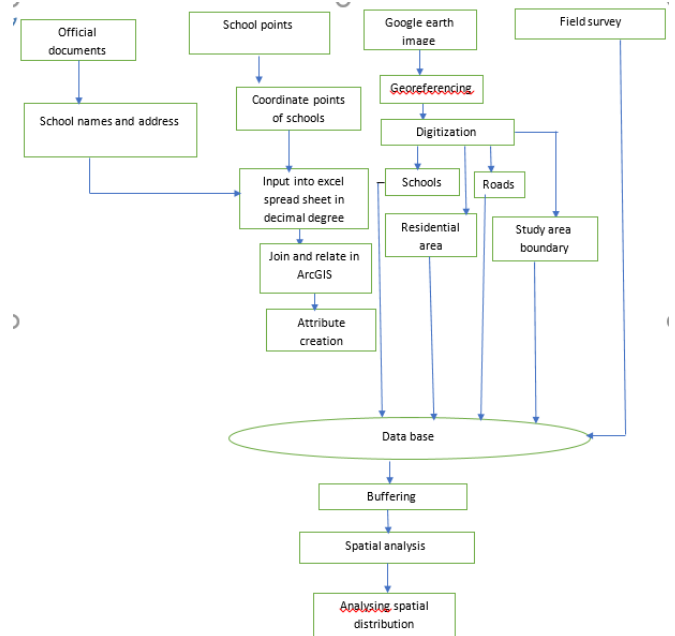 Official
documents
School points
Google earth
image
Field survey
School names and address
Coordinate points
of schools
Georeferencing
Digitization
Input into excel
spread sheet in
decimal degree
Schools
Roads
Residential
area
Study area
boundary
Join and relate in
ArcGIS
Attribute
creation
Data base
Buffering
Spatial analysis
Analysing spatial
distribution